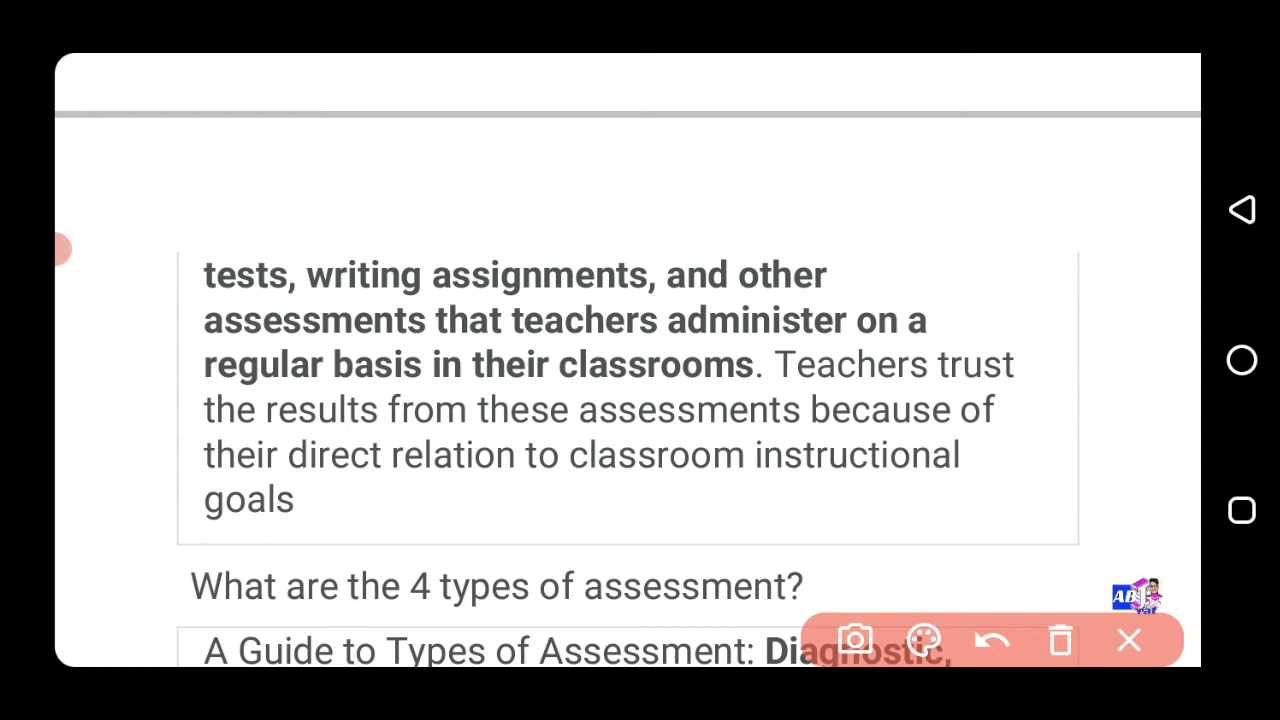 tests, writing assignments, and other
assessments that teachers administer on a
regular basis in their classrooms. Teachers trust
the results from these assessments because of
their direct relation to classroom instructional
goals
What are the 4 types of assessment?
A Guide to Types of Assessment: Diagnostic,